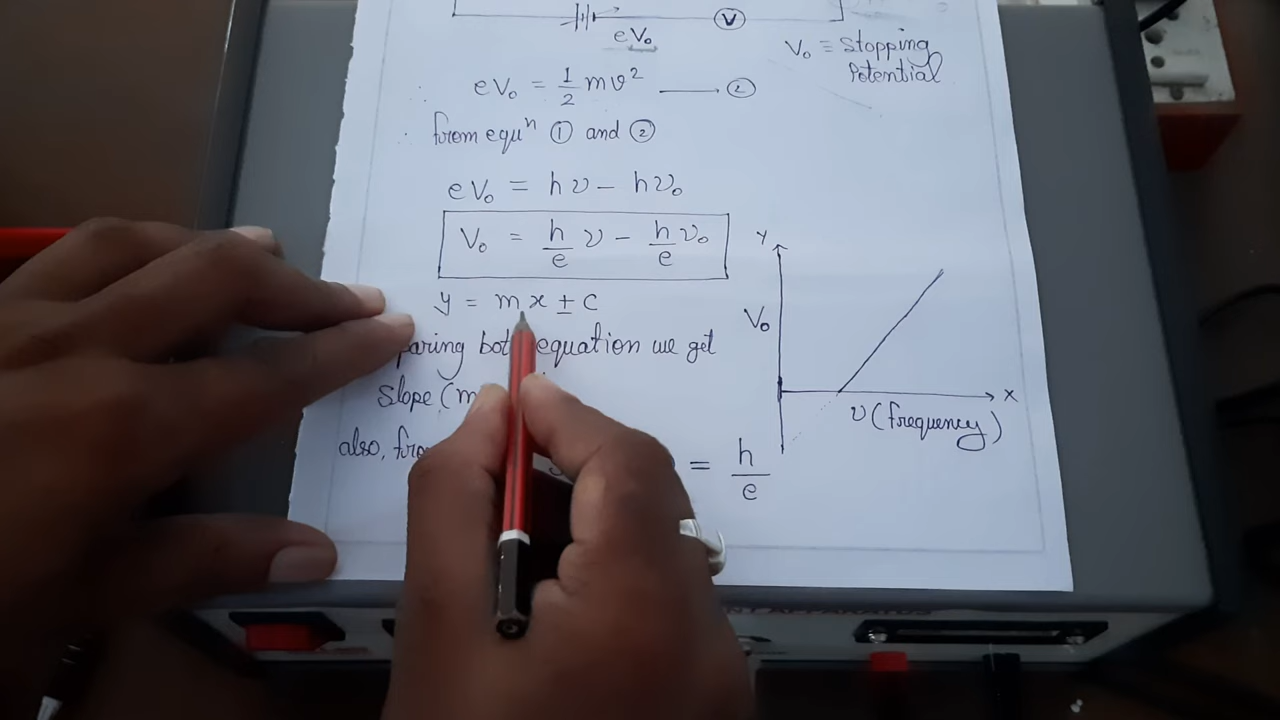 V
eV₀
V₀ = Stopping
Potential
eV₀ = 1/2 mv² ——— ②
from equⁿ ① and ②
eV₀ = hν – hν₀
V₀ = h/e ν – h/e ν₀
y = mx ± c
equation we get
Slope (m
also,
= h/e
Y
V₀
X
ν (frequency)
APPARATUS